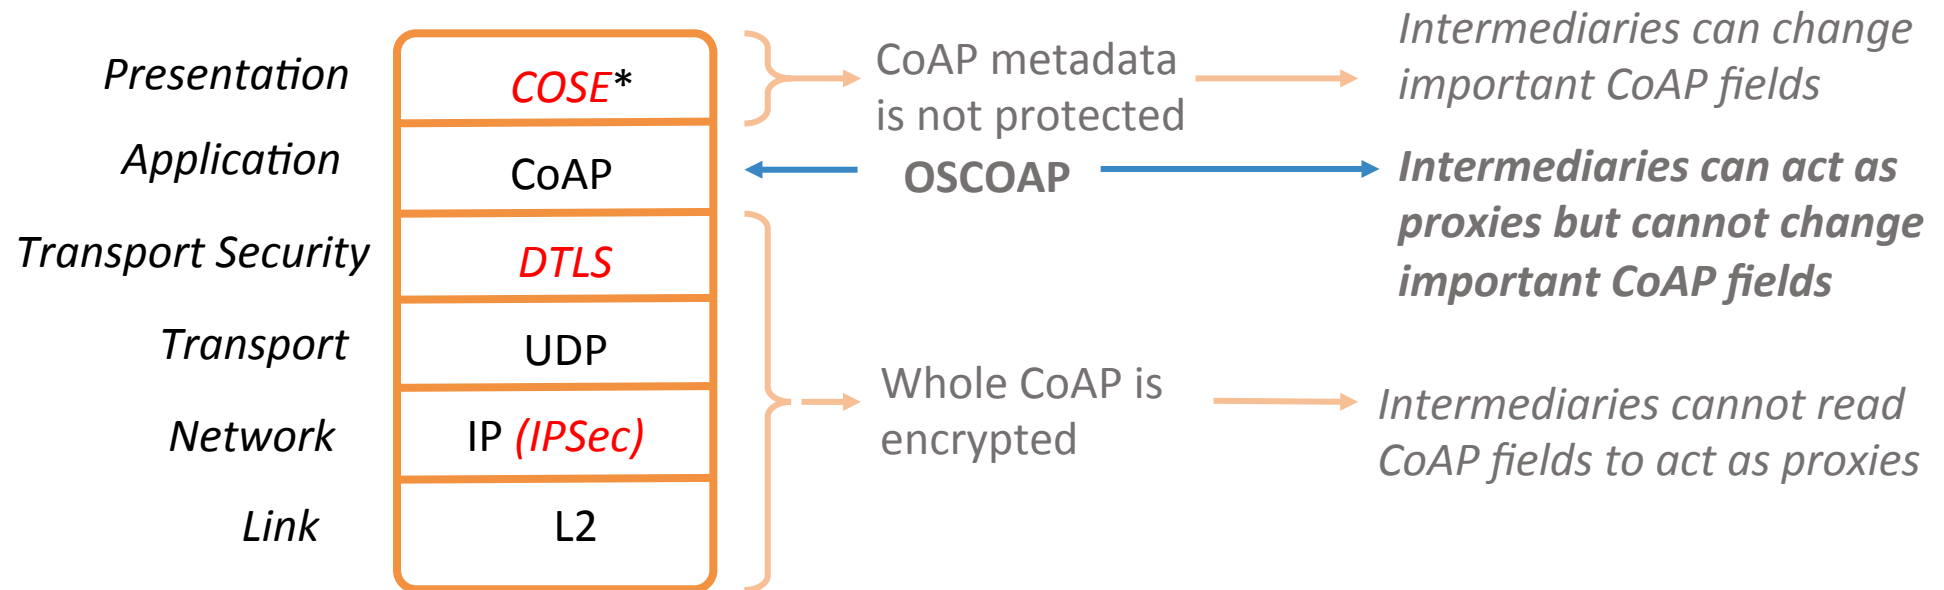 Presentation
Application
Transport Security
Transport
Network
Link
COSE*
CoAP
DTLS
UDP
IP (IPSec)
L2
CoAP metadata
is not protected
OSCOAP
Whole CoAP is
encrypted
Intermediaries can change
important CoAP fields
Intermediaries can act as
proxies but cannot change
important CoAP fields
Intermediaries cannot read
CoAP fields to act as proxies